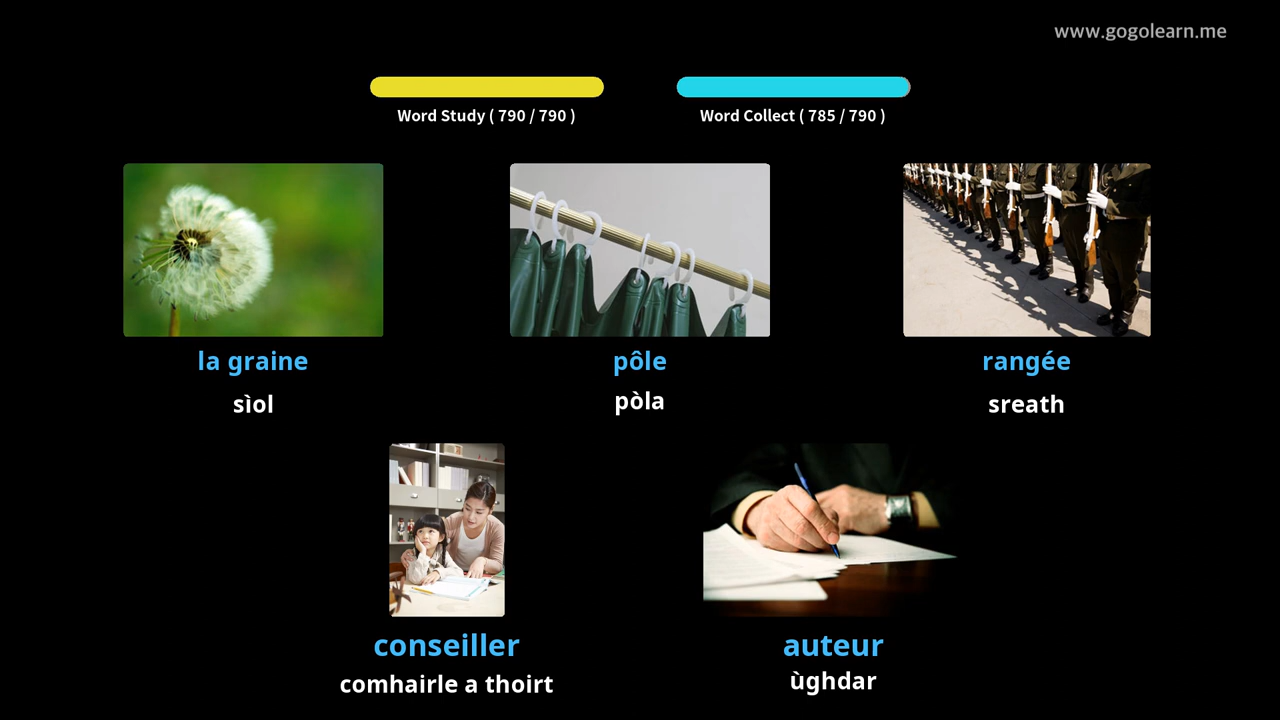 www.gogolearn.me
Word Study ( 790 / 790 )
Word Collect ( 785 / 790 )
la graine
pôle
rangée
sìol
pòla
sreath
conseiller
auteur
comhairle a thoirt
ùghdar